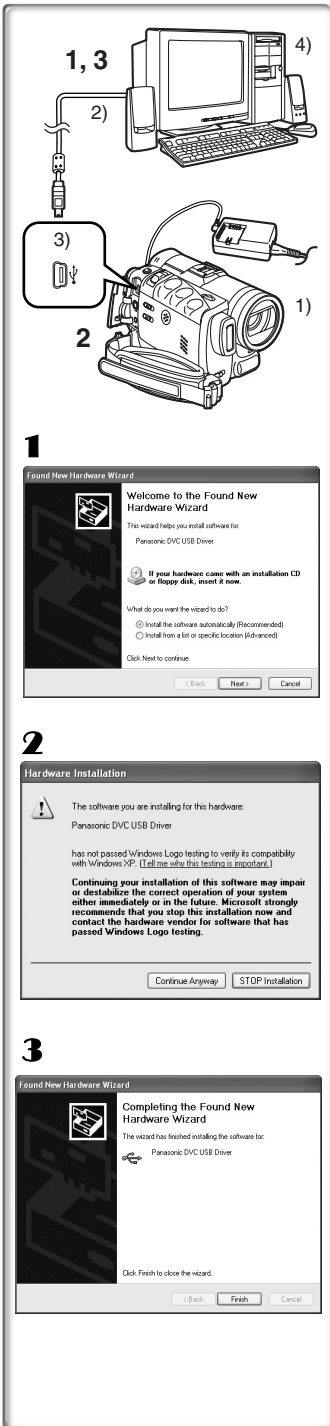 1, 3
4)
2)
3)
1)
2
1
Found New Hardware Wizard
Welcome to the Found New
Hardware Wizard
This wizard helps you install software for:
Panasonic DVC USB Driver
If your hardware came with an installation CD
or floppy disk, insert it now.
What do you want the wizard to do?
Install the software automatically (Recommended)
Install from a list or specific location (Advanced)
Click Next to continue.
< Back
Next >
Cancel
2
Hardware Installation
The software you are installing for this hardware:
Panasonic DVC USB Driver
has not passed Windows Logo testing to verify its compatibility
with Windows XP. (Tell me why this testing is important.)
Continuing your installation of this software may impair
or destabilize the correct operation of your system
either immediately or in the future. Microsoft strongly
recommends that you stop this installation now and
contact the hardware vendor for software that has
passed Windows Logo testing.
Continue Anyway
STOP Installation
3
Found New Hardware Wizard
Completing the Found New
Hardware Wizard
The wizard has finished installing the software for:
Panasonic DVC USB Driver
Click Finish to close the wizard.
< Back
Finish
Cancel